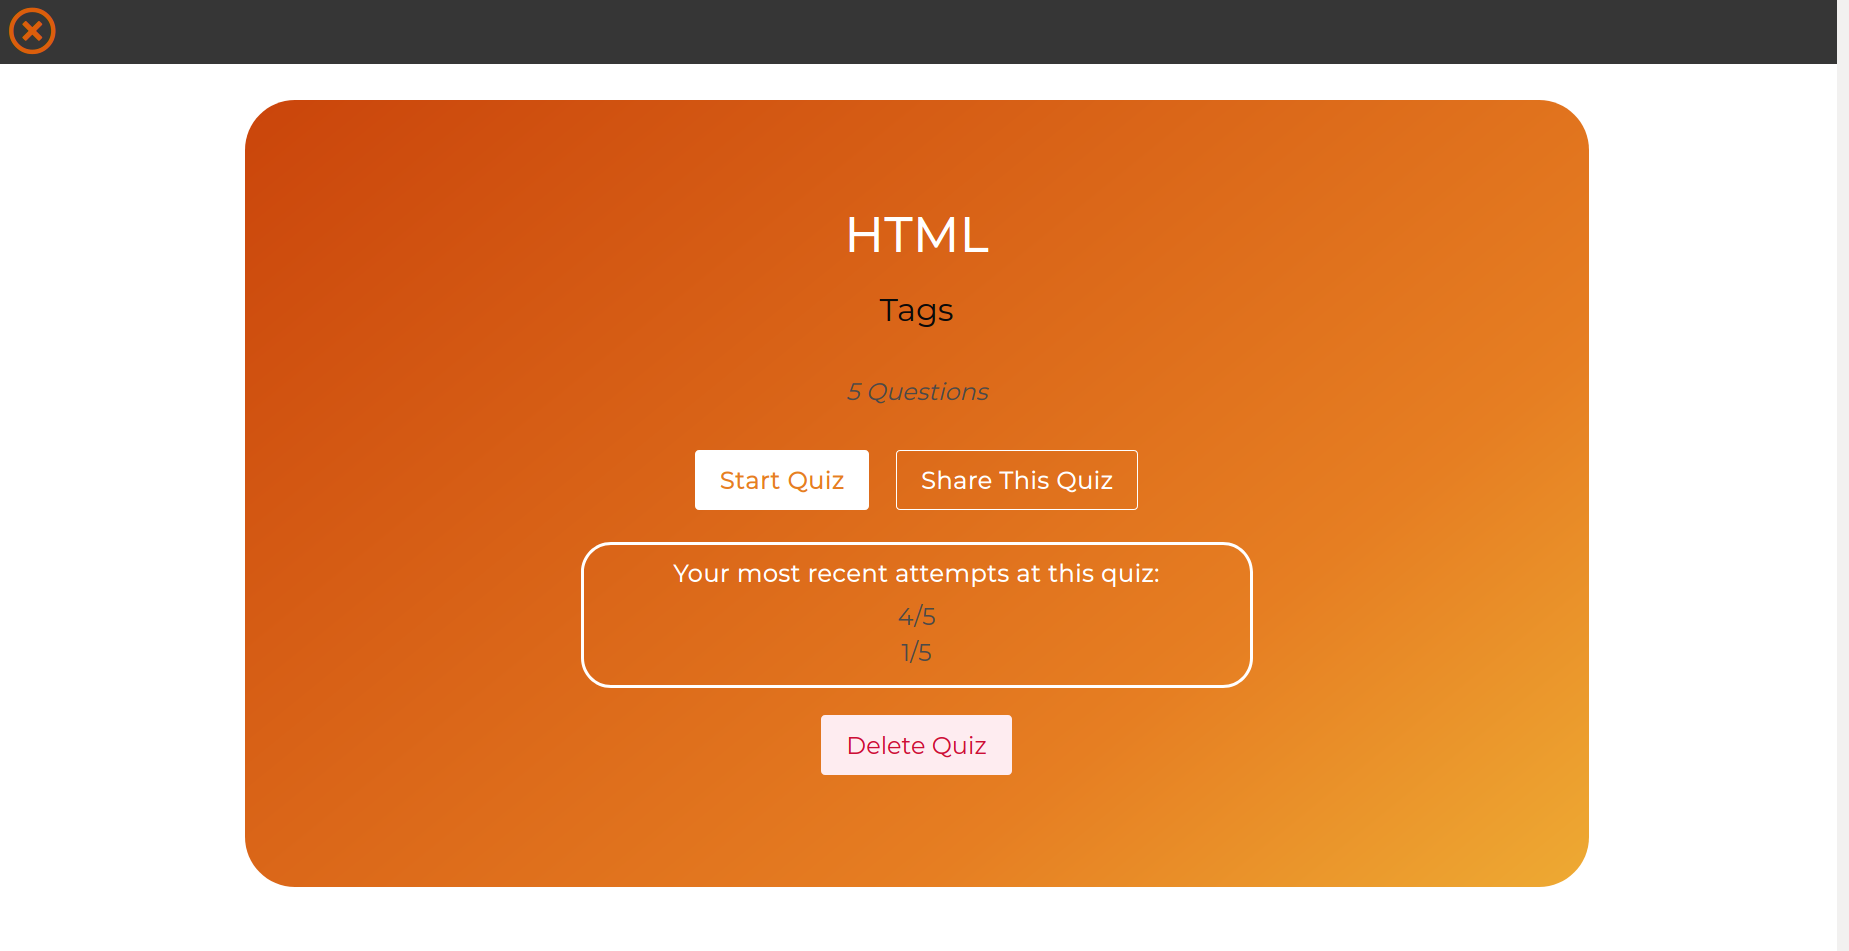 HTML
Tags
5 Questions
Start Quiz
Share This Quiz
Your most recent attempts at this quiz:
4/5
1/5
Delete Quiz